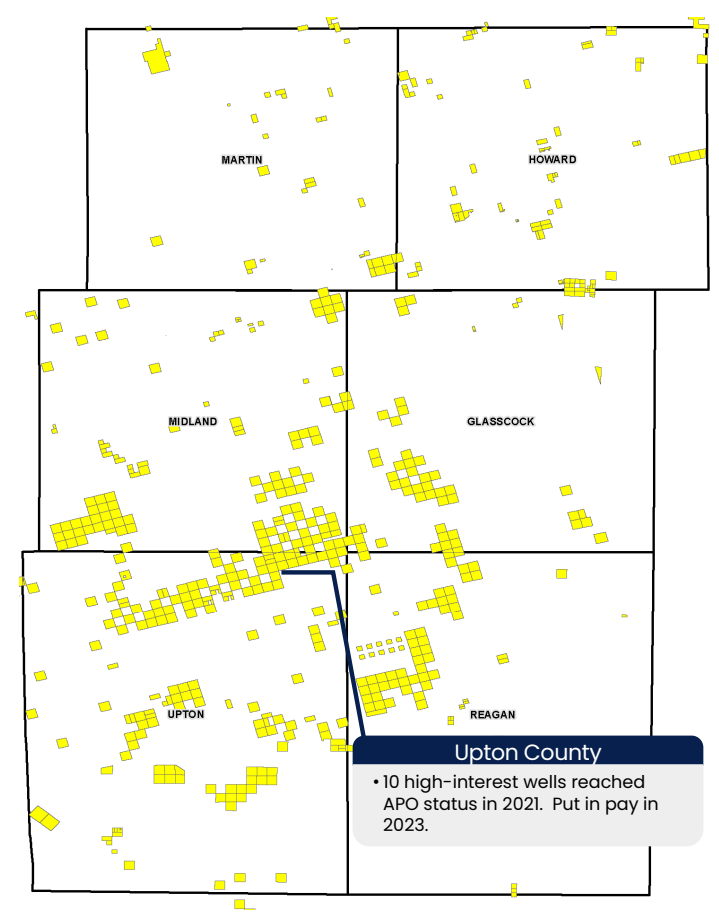 MARTIN
HOWARD
MIDLAND
GLASSCOCK
UPTON
REAGAN
Upton County
• 10 high-interest wells reached
APO status in 2021.  Put in pay in
2023.